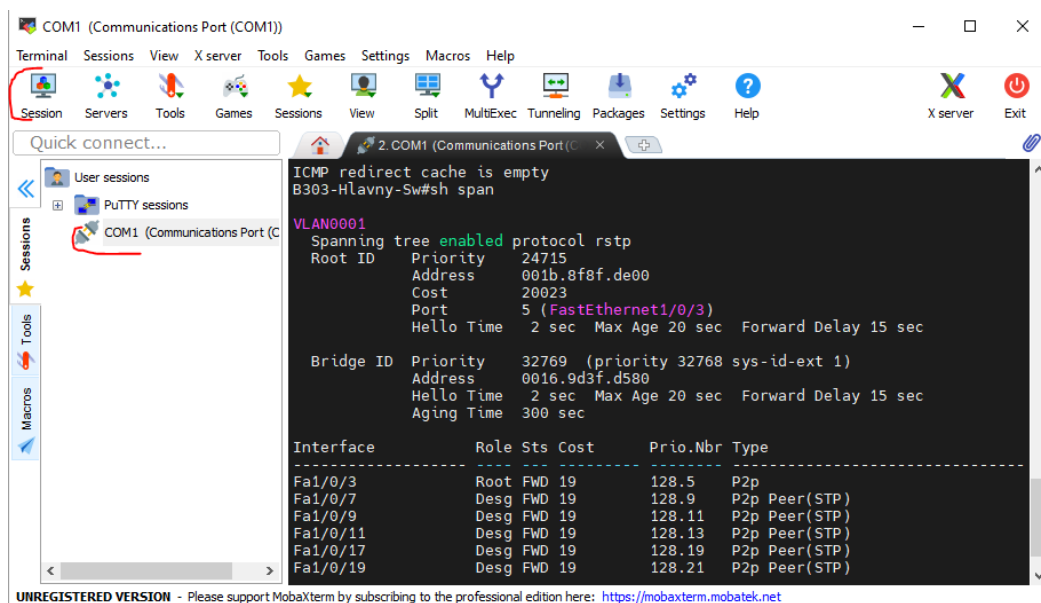 COM1 (Communications Port (COM1))
Terminal Sessions View X server Tools Games Settings Macros Help
Session Servers Tools Games Sessions View Split MultiExec Tunneling Packages Settings Help X server Exit
Quick connect...
2. COM1 (Communications Port (C
User sessions
PuTTY sessions
COM1 (Communications Port (C
Sessions
Tools
Macros
ICMP redirect cache is empty
B303-Hlavny-Sw#sh span
VLAN0001
Spanning tree enabled protocol rstp
Root ID Priority 24715
Address 001b.8f8f.de00
Cost 20023
Port 5 (FastEthernet1/0/3)
Hello Time 2 sec Max Age 20 sec Forward Delay 15 sec
Bridge ID Priority 32769 (priority 32768 sys-id-ext 1)
Address 0016.9d3f.d580
Hello Time 2 sec Max Age 20 sec Forward Delay 15 sec
Aging Time 300 sec
Interface Role Sts Cost Prio.Nbr Type
------------------- ---- --- --------- -------- --------------------------------
Fa1/0/3 Root FWD 19 128.5 P2p
Fa1/0/7 Desg FWD 19 128.9 P2p Peer(STP)
Fa1/0/9 Desg FWD 19 128.11 P2p Peer(STP)
Fa1/0/11 Desg FWD 19 128.13 P2p Peer(STP)
Fa1/0/17 Desg FWD 19 128.19 P2p Peer(STP)
Fa1/0/19 Desg FWD 19 128.21 P2p Peer(STP)
UNREGISTERED VERSION - Please support MobaXterm by subscribing to the professional edition here: https://mobaxterm.mobatek.net